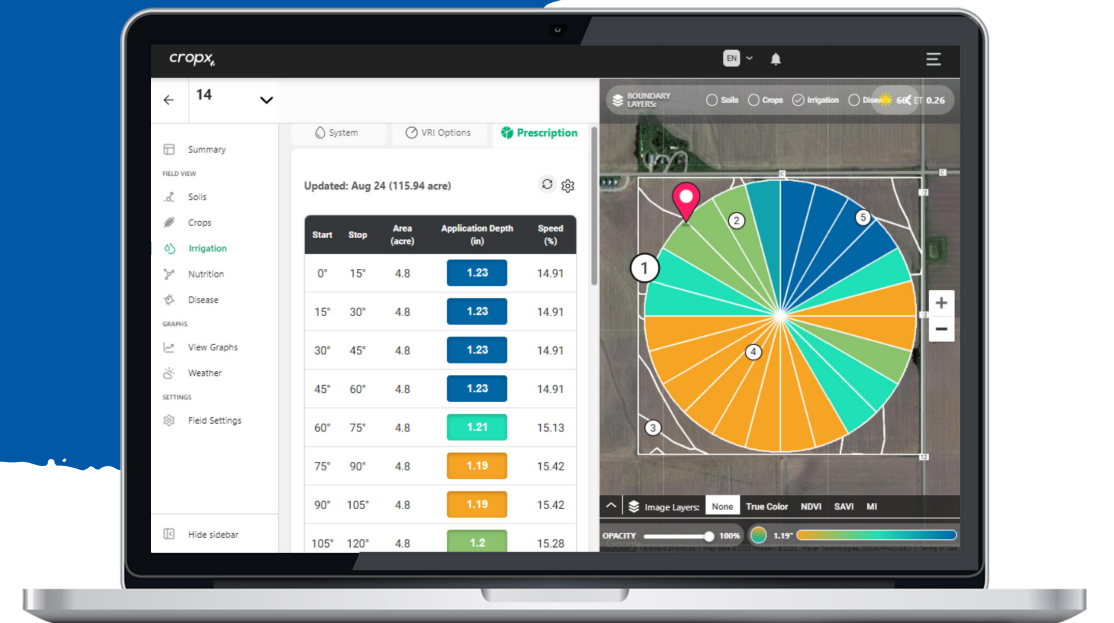 cropx
EN
14
BOUNDARY
LAYERS:
Soils
Crops
Irrigation
ET 0.26
System
VRI Options
Prescription
Summary
FIELD VIEW
Soils
Crops
Irrigation
Nutrition
Disease
GRAPHS
View Graphs
Weather
SETTINGS
Field Settings
Hide sidebar
Updated: Aug 24 (115.94 acre)
Start Stop Area (acre) Application Depth (in) Speed (%)
0° 15° 4.8 1.23 14.91
15° 30° 4.8 1.23 14.91
30° 45° 4.8 1.23 14.91
45° 60° 4.8 1.23 14.91
60° 75° 4.8 1.21 15.13
75° 90° 4.8 1.19 15.42
90° 105° 4.8 1.19 15.42
105° 120° 4.8 1.2 15.28
C
C
12
2
5
1
12
4
3
12
+
−
Image Layers: None True Color NDVI SAVI MI
OPACITY 100% 1.19"